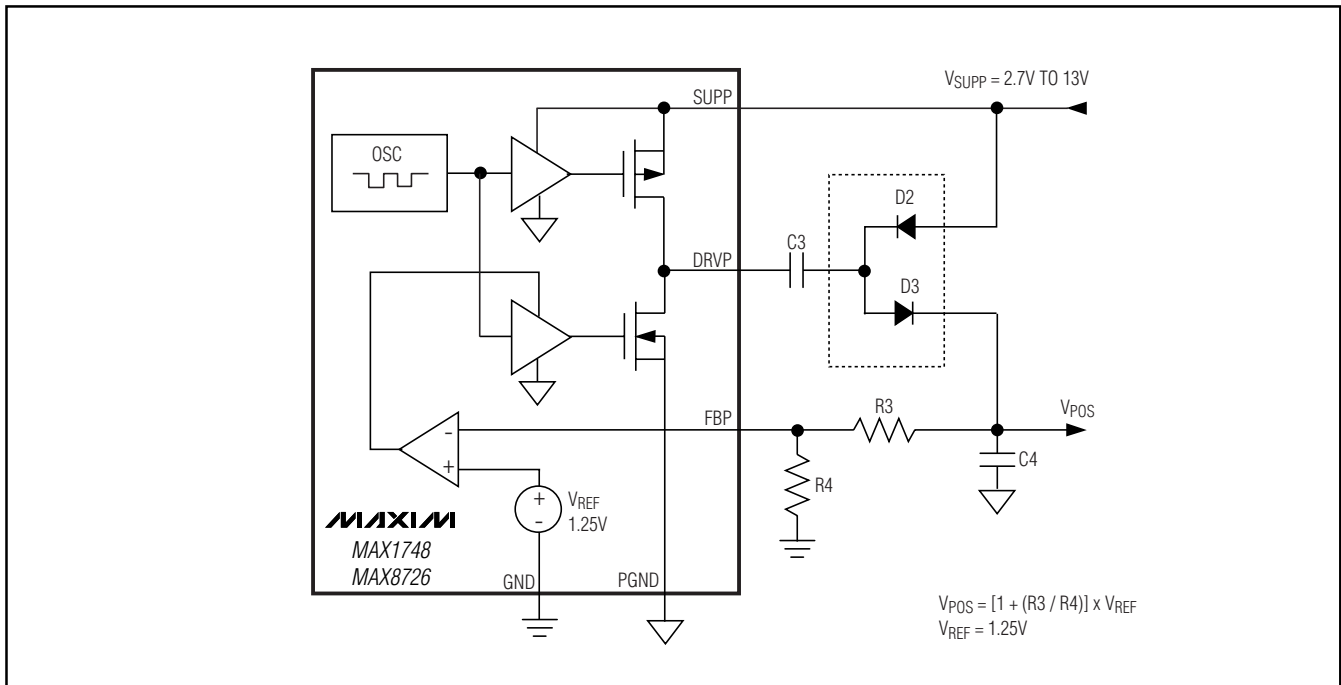 SUPP
VSUPP = 2.7V TO 13V
OSC
D2
C3
DRVP
D3
FBP
R3
VPOS
-
+
C4
R4
+
-
VREF
1.25V
MAXIM
MAX1748
MAX8726
GND
PGND
VPOS = [1 + (R3 / R4)] x VREF
VREF = 1.25V